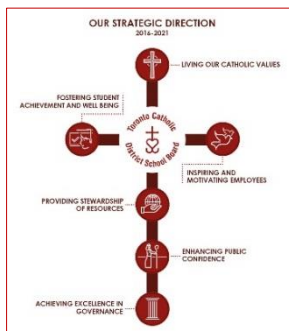 OUR STRATEGIC DIRECTION
2016-2021
LIVING OUR CATHOLIC VALUES
FOSTERING STUDENT
ACHIEVEMENT AND WELL BEING
Toronto Catholic
District School Board
INSPIRING AND
MOTIVATING EMPLOYEES
PROVIDING STEWARDSHIP
OF RESOURCES
ENHANCING PUBLIC
CONFIDENCE
ACHIEVING EXCELLENCE IN
GOVERNANCE